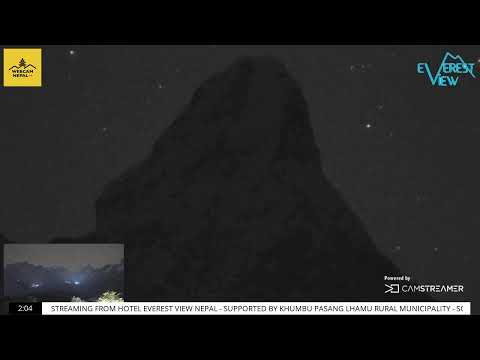 WEBCAM
NEPAL
EVEREST
VIEW
Powered by
CAMSTREAMER
2:04
STREAMING FROM HOTEL EVEREST VIEW NEPAL - SUPPORTED BY KHUMBU PASANG LHAMU RURAL MUNICIPALITY -